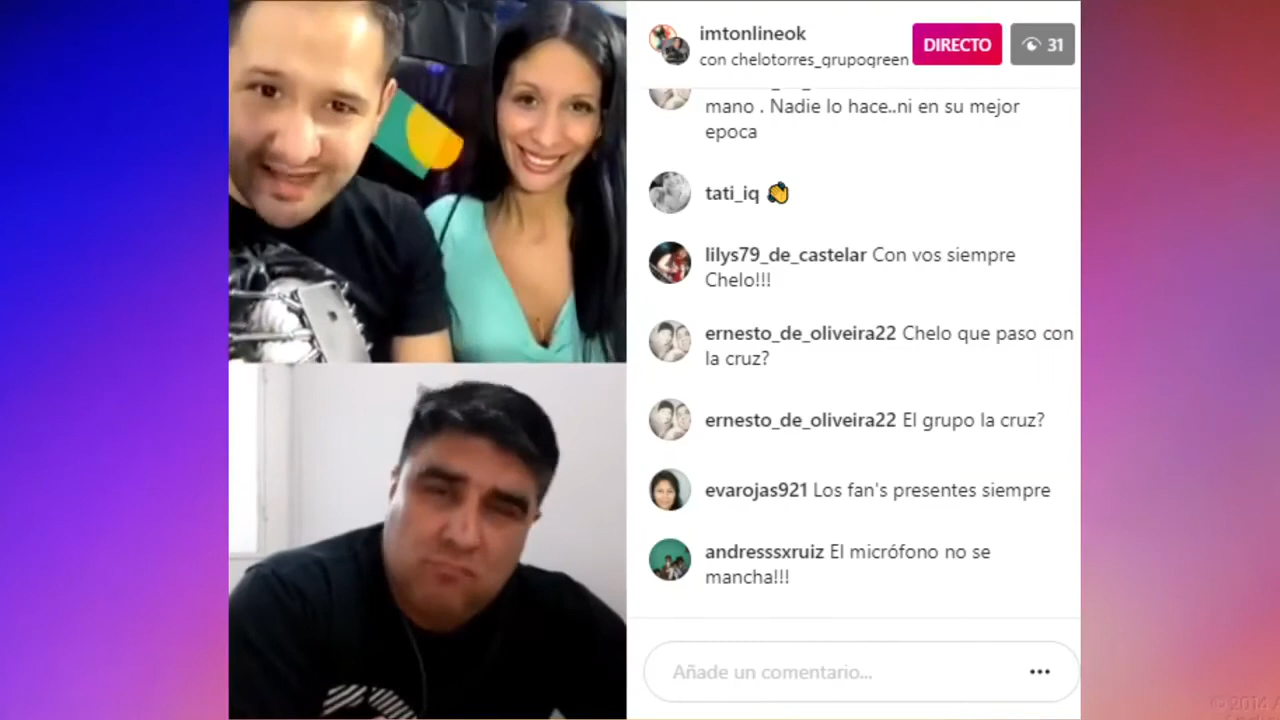 imtonlineok
con chelotorres_grupogreen
DIRECTO
31
mano . Nadie lo hace..ni en su mejor
epoca
tati_iq 👏
lilys79_de_castelar Con vos siempre
Chelo!!!
ernesto_de_oliveira22 Chelo que paso con
la cruz?
ernesto_de_oliveira22 El grupo la cruz?
evarojas921 Los fan's presentes siempre
andresssxruiz El micrófono no se
mancha!!!
Añade un comentario...
© 2014